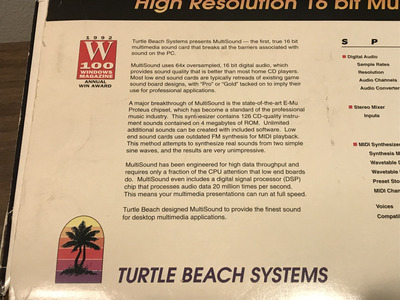 High Resolution 16 bit Mu
1992
W
100
WINDOWS
MAGAZINE
ANNUAL
WIN AWARD
Turtle Beach Systems presents MultiSound — the first, true 16 bit
multimedia sound card that breaks all the barriers associated with
sound on the PC.
MultiSound uses 64x oversampled, 16 bit digital audio, which
provides sound quality that is better than most home CD players.
Most low end sound cards are typically retreads of existing game
sound board designs, with "Pro" or "Gold" tacked on to imply their
use for professional applications.
A major breakthrough of MultiSound is the state-of-the-art E-Mu
Proteus chipset, which has become a standard of the professional
music industry. This synthesizer contains 126 CD-quality instru-
ment sounds contained on 4 megabytes of ROM. Unlimited
additional sounds can be created with included software. Low
end sound cards use outdated FM synthesis for MIDI playback.
This method attempts to synthesize real sounds from two simple
sine waves, and the results are very unimpressive.
MultiSound has been engineered for high data throughput and
requires only a fraction of the CPU attention that low end boards
do. MultiSound even includes a digital signal processor (DSP)
chip that processes audio data 20 million times per second.
This means your multimedia presentations can run at full speed.
Turtle Beach designed MultiSound to provide the finest sound
for desktop multimedia applications.
TURTLE BEACH SYSTEMS
S P
Digital Audio
Sample Rates
Resolution
Audio Channels
Audio Converter
Stereo Mixer
Inputs
MIDI Synthesizer
Synthesis M
Wavetable
Wavetable
Preset Sto
MIDI Chan
Voices
Compati